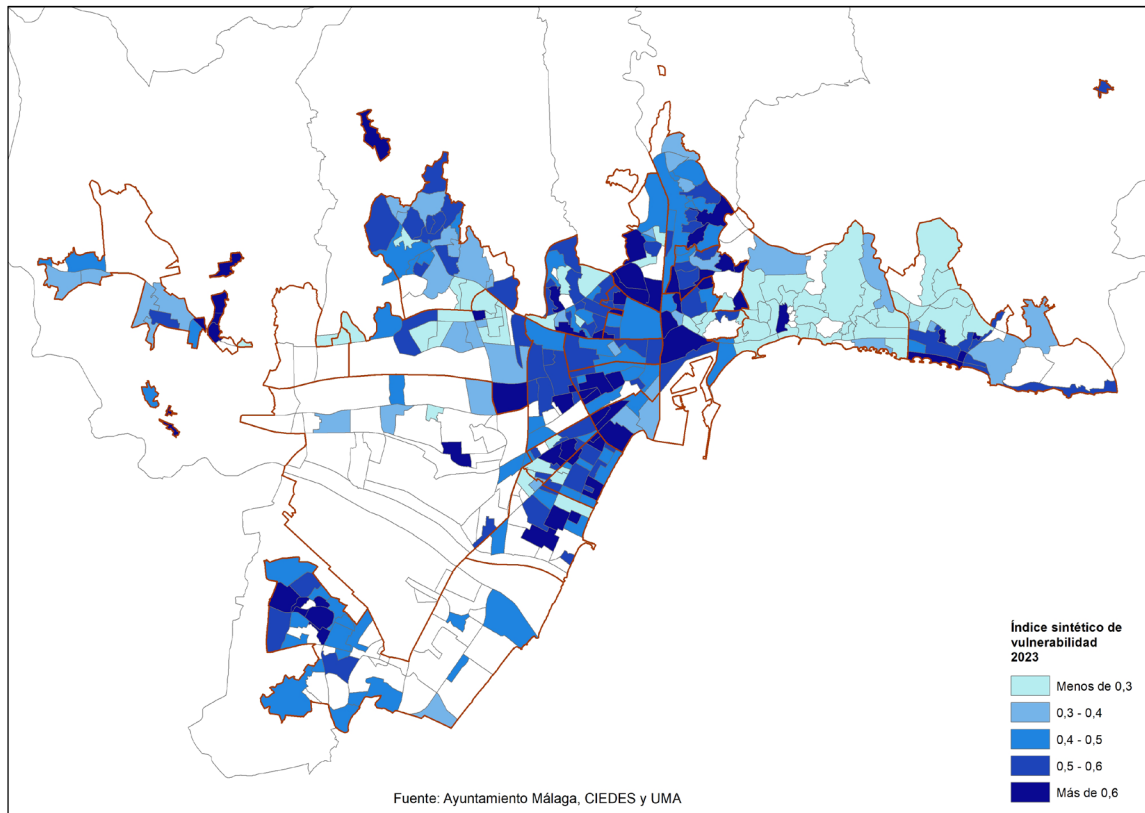 Índice sintético de
vulnerabilidad
2023
Menos de 0,3
0,3 - 0,4
0,4 - 0,5
0,5 - 0,6
Más de 0,6
Fuente: Ayuntamiento Málaga, CIEDES y UMA